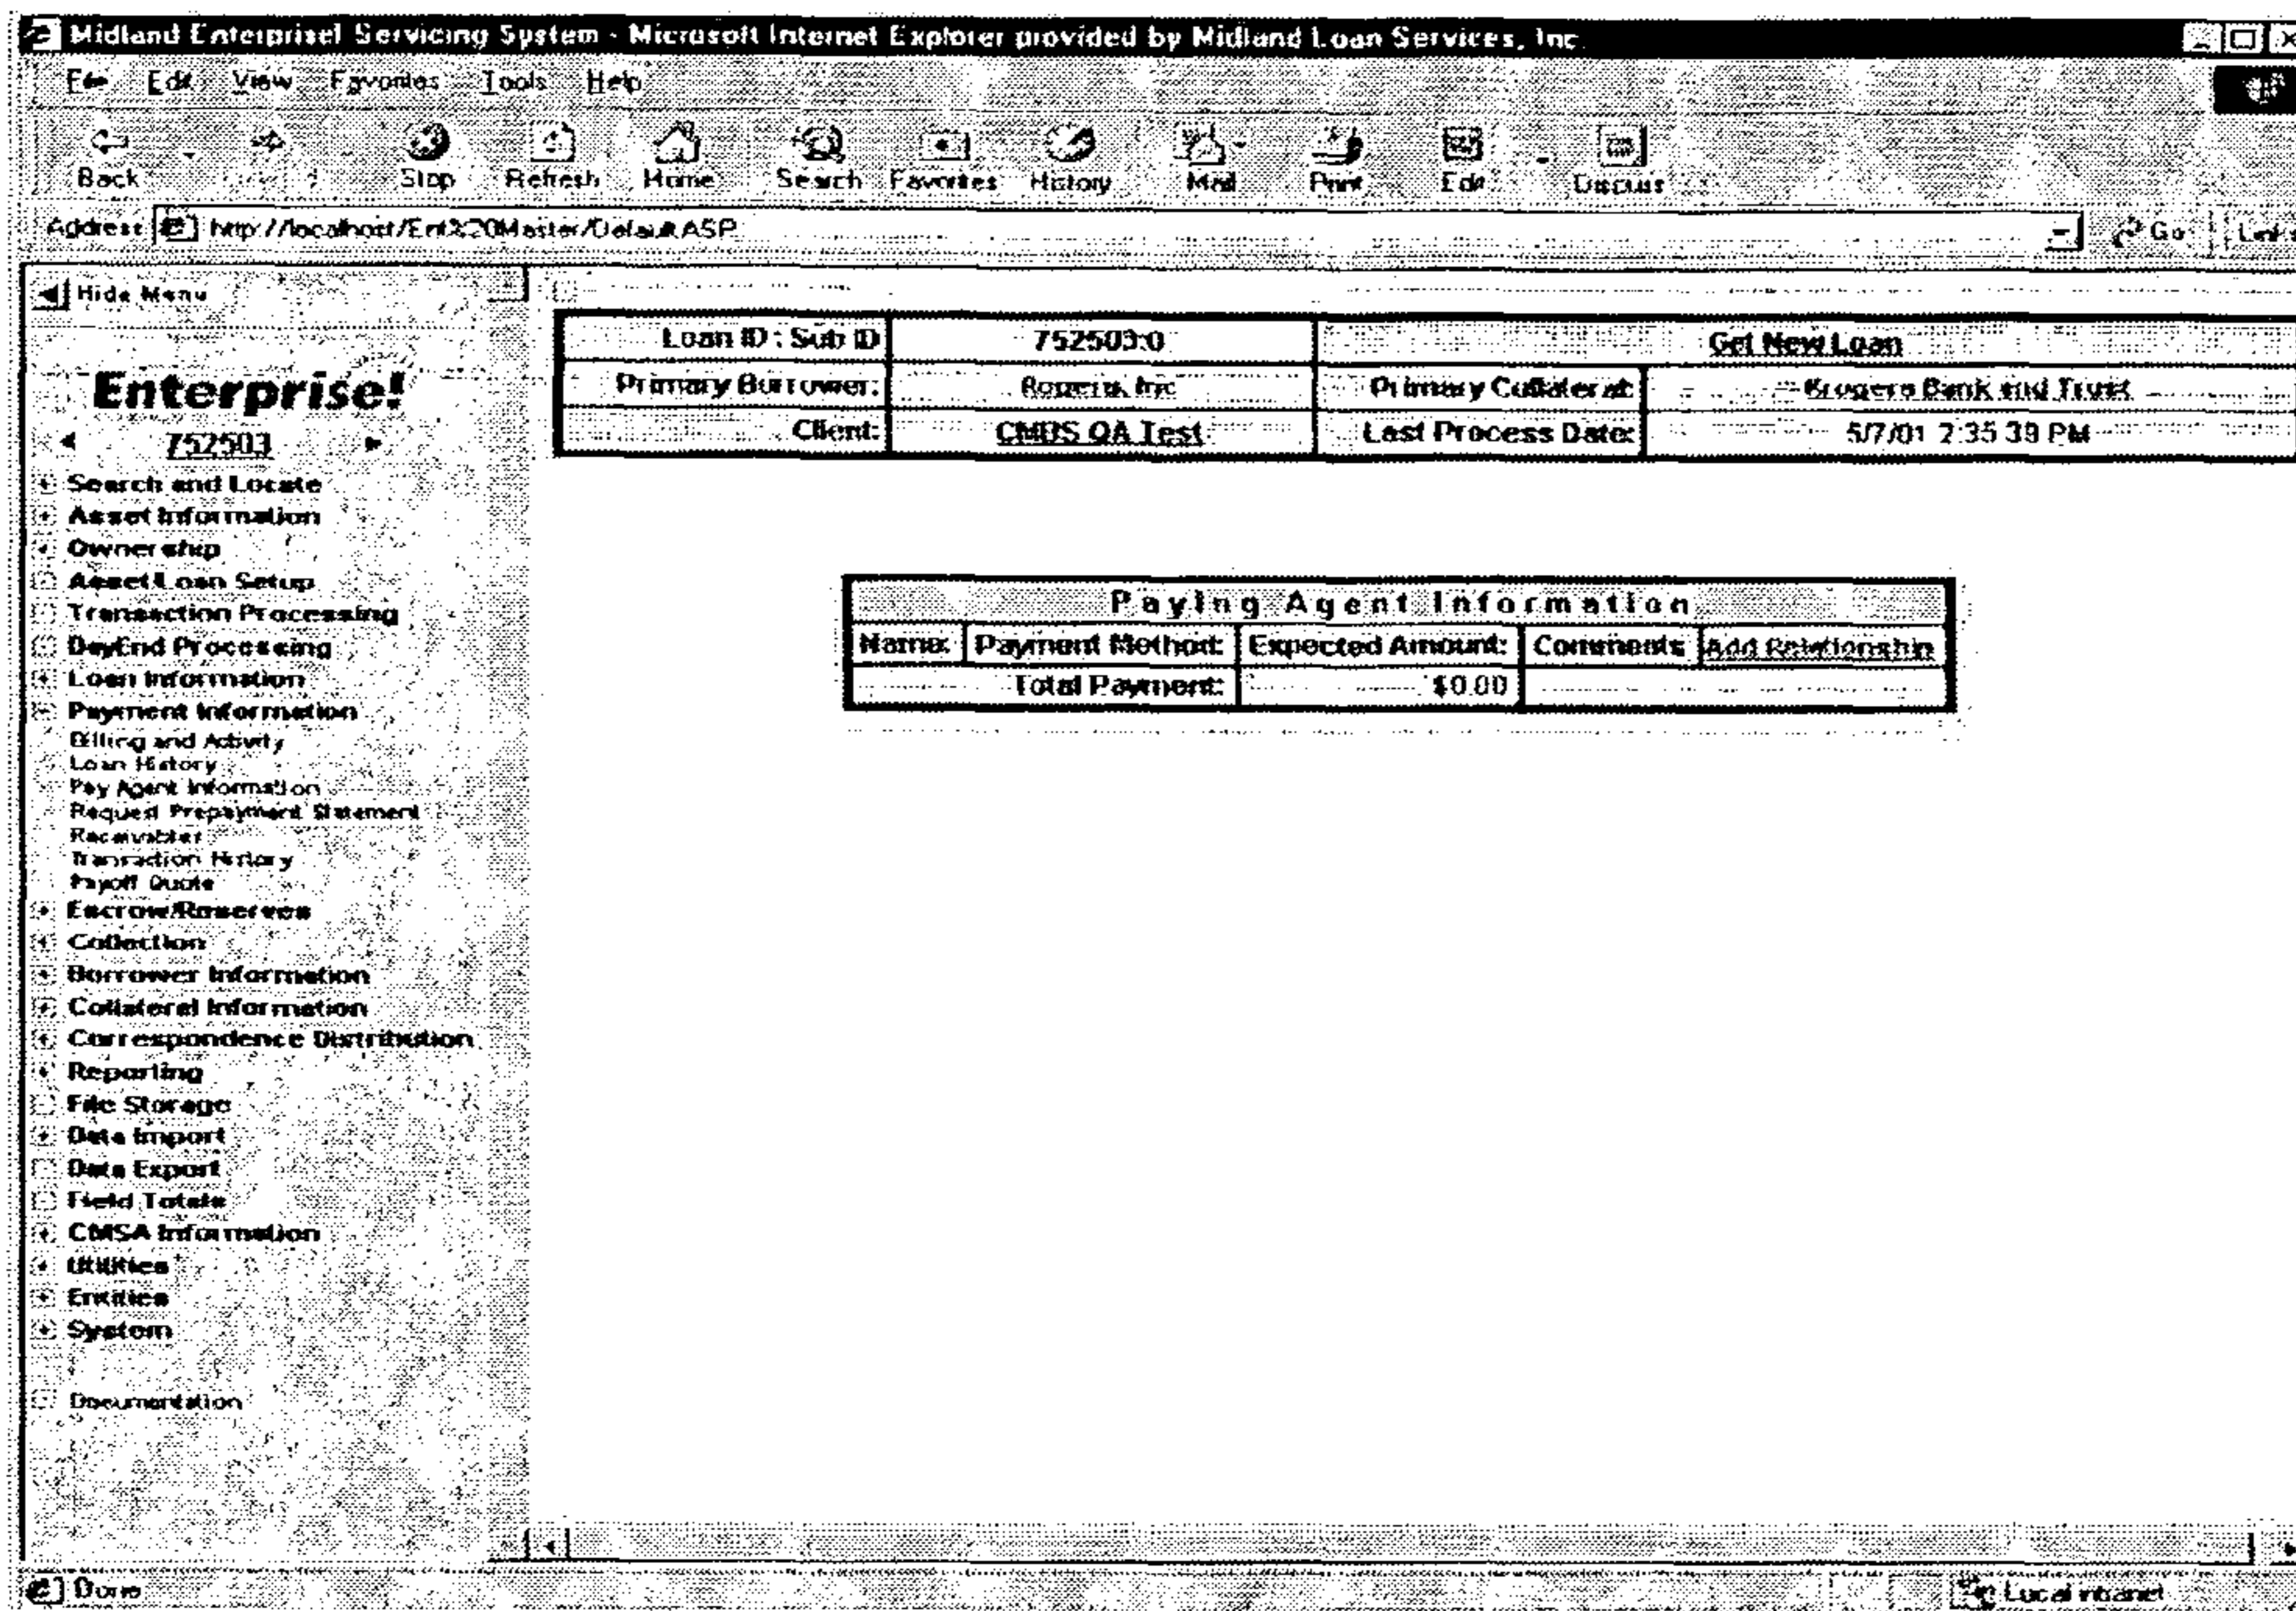 Midland Enterprise! Servicing System - Microsoft Internet Explorer provided by Midland Loan Services, Inc.
File Edit View Favorites Tools Help
Back Stop Refresh Home Search Favorites History Mail Print Edit Discuss
Address http://localhost/Ent%20Master/Default.ASP Go Links
Hide Menu
Enterprise!
752503
Search and Locate
Asset Information
Ownership
Asset/Loan Setup
Transaction Processing
DayEnd Processing
Loan Information
Payment Information
Billing and Activity
Loan History
Pay Agent Information
Request Prepayment Statement
Receivables
Transaction History
Payoff Quote
Escrow/Reserves
Collection
Borrower Information
Collateral Information
Correspondence Distribution
Reporting
File Storage
Data Import
Data Export
Field Totals
CMSA Information
Utilities
Entities
System
Documentation
Loan ID : Sub ID 752503:0 Get New Loan
Primary Borrower: Rogers, Inc Primary Collateral: Krogers Bank and Trust
Client: CMBS QA Test Last Process Date: 5/7/01 2:35:39 PM
Paying Agent Information
Name: Payment Method: Expected Amount: Comments Add Relationship
Total Payment: $0.00
Done Local intranet